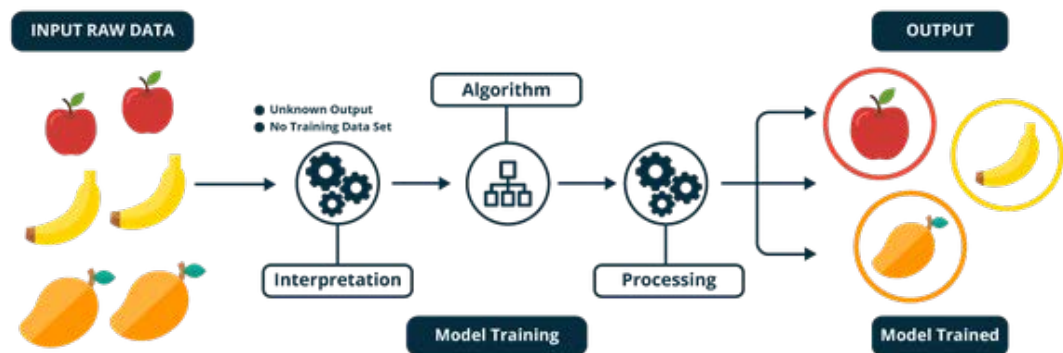 INPUT RAW DATA
OUTPUT
Algorithm
● Unknown Output
● No Training Data Set
Interpretation
Processing
Model Training
Model Trained